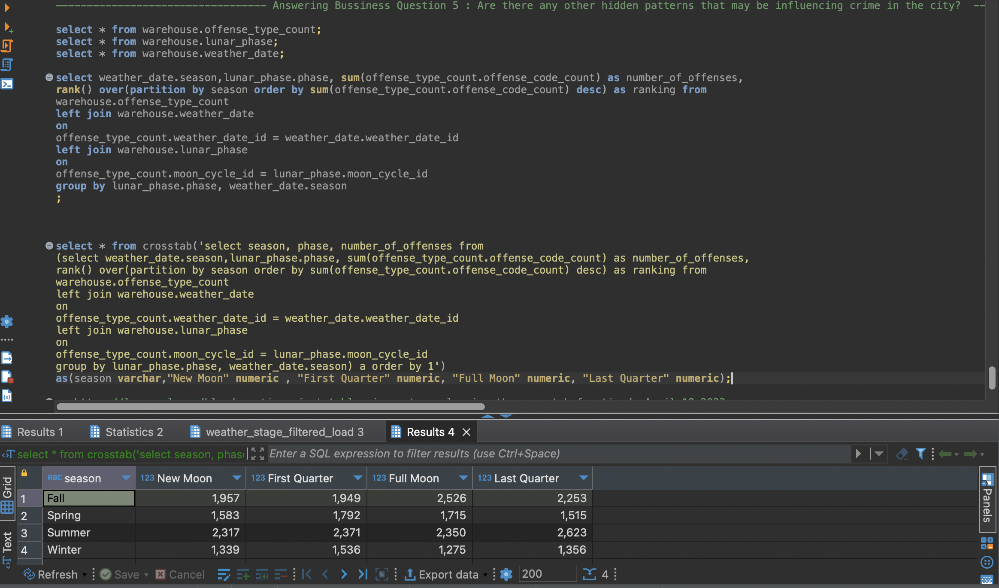 -------------------------------- Answering Bussiness Question 5 : Are there any other hidden patterns that may be influencing crime in the city? --
select * from warehouse.offense_type_count;
select * from warehouse.lunar_phase;
select * from warehouse.weather_date;
select weather_date.season,lunar_phase.phase, sum(offense_type_count.offense_code_count) as number_of_offenses,
rank() over(partition by season order by sum(offense_type_count.offense_code_count) desc) as ranking from
warehouse.offense_type_count
left join warehouse.weather_date
on
offense_type_count.weather_date_id = weather_date.weather_date_id
left join warehouse.lunar_phase
on
offense_type_count.moon_cycle_id = lunar_phase.moon_cycle_id
group by lunar_phase.phase, weather_date.season
;
select * from crosstab('select season, phase, number_of_offenses from
(select weather_date.season,lunar_phase.phase, sum(offense_type_count.offense_code_count) as number_of_offenses,
rank() over(partition by season order by sum(offense_type_count.offense_code_count) desc) as ranking from
warehouse.offense_type_count
left join warehouse.weather_date
on
offense_type_count.weather_date_id = weather_date.weather_date_id
left join warehouse.lunar_phase
on
offense_type_count.moon_cycle_id = lunar_phase.moon_cycle_id
group by lunar_phase.phase, weather_date.season) a order by 1')
as(season varchar,"New Moon" numeric , "First Quarter" numeric, "Full Moon" numeric, "Last Quarter" numeric);
Results 1 Statistics 2 weather_stage_filtered_load 3 Results 4
select * from crosstab('select season, phas Enter a SQL expression to filter results (use Ctrl+Space)
Grid
Text
Panels
ABC season 123 New Moon 123 First Quarter 123 Full Moon 123 Last Quarter
1 Fall 1,957 1,949 2,526 2,253
2 Spring 1,583 1,792 1,715 1,515
3 Summer 2,317 2,371 2,350 2,623
4 Winter 1,339 1,536 1,275 1,356
Refresh Save Cancel Export data 200 4